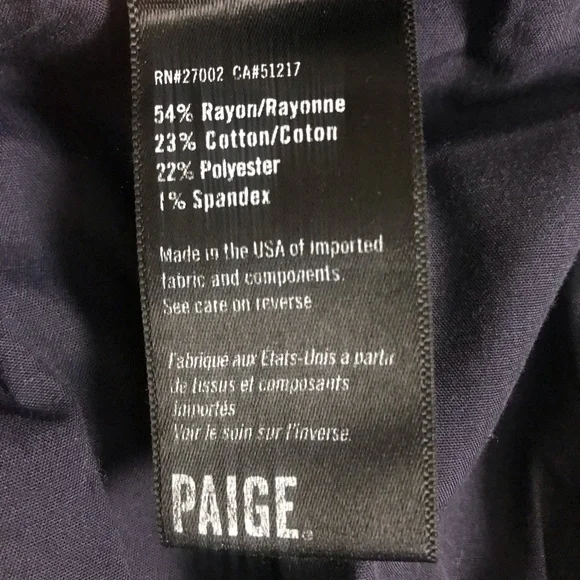 RN#27002 CA#51217
54% Rayon/Rayonne
23% Cotton/Coton
22% Polyester
1% Spandex
Made in the USA of imported
fabric and components.
See care on reverse
Fabriqué aux États-Unis a partir
de tissus et composants
importés
Voir le soin sur l'inverse.
PAIGE